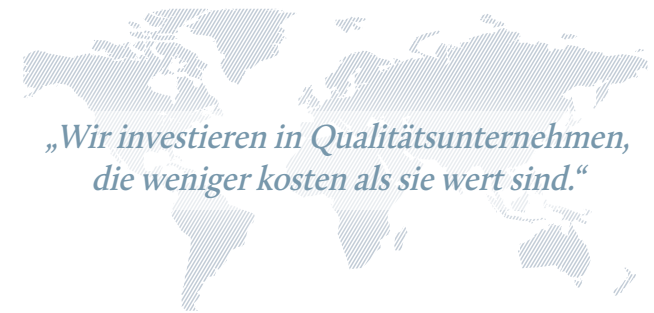 „Wir investieren in Qualitätsunternehmen,
die weniger kosten als sie wert sind.“